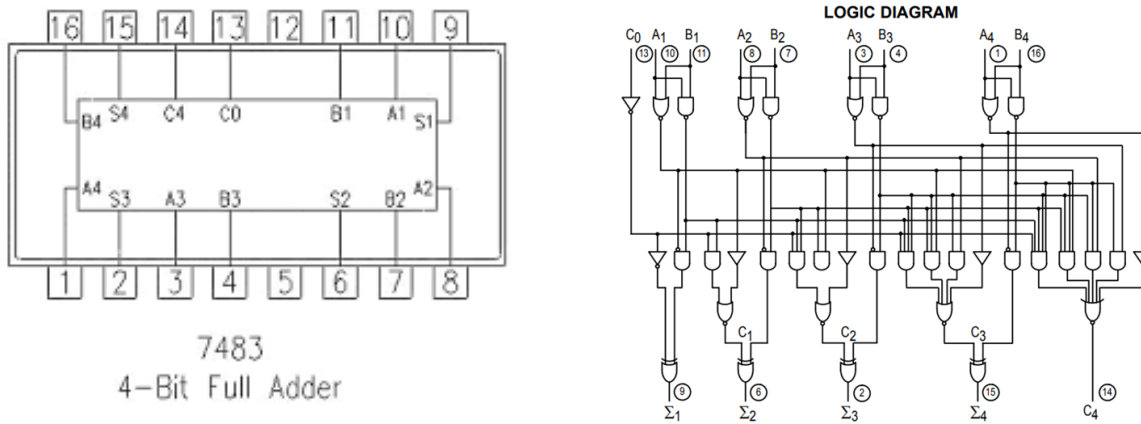 16 15 14 13 12 11 10 9
B4 S4 C4 C0 B1 A1 S1
A4 S3 A3 B3 S2 B2 A2
1 2 3 4 5 6 7 8
7483
4-Bit Full Adder
LOGIC DIAGRAM
C0 A1 B1 B2 A2 A3 B3 A4 B4
13 10 11 8 7 3 4 1 16
C1 C2 C3
9 6 2 15 14
Σ1 Σ2 Σ3 Σ4 C4